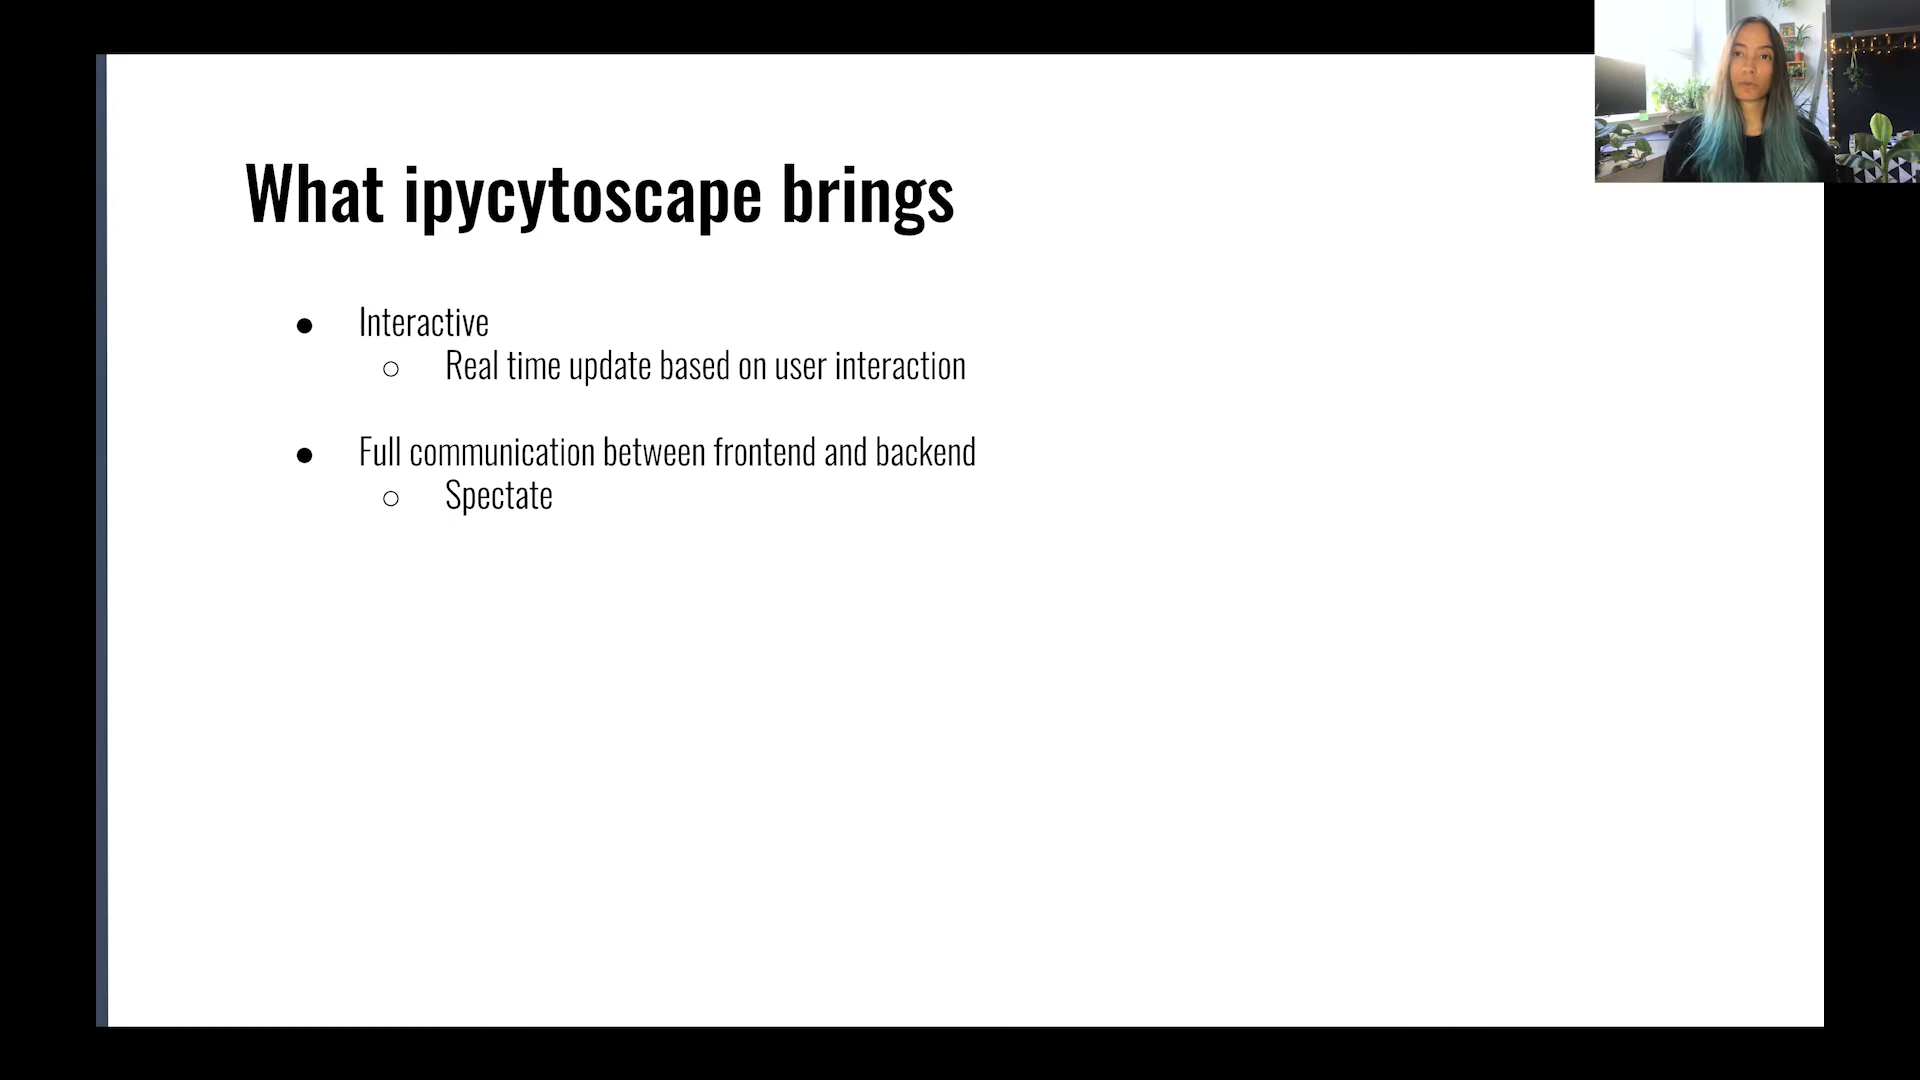 What ipycytoscape brings
● Interactive
○ Real time update based on user interaction
● Full communication between frontend and backend
○ Spectate